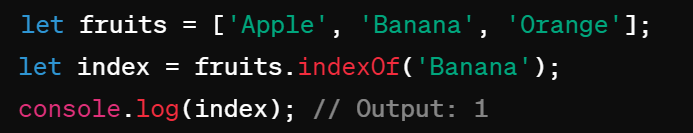 let fruits = ['Apple', 'Banana', 'Orange'];
let index = fruits.indexOf('Banana');
console.log(index); // Output: 1